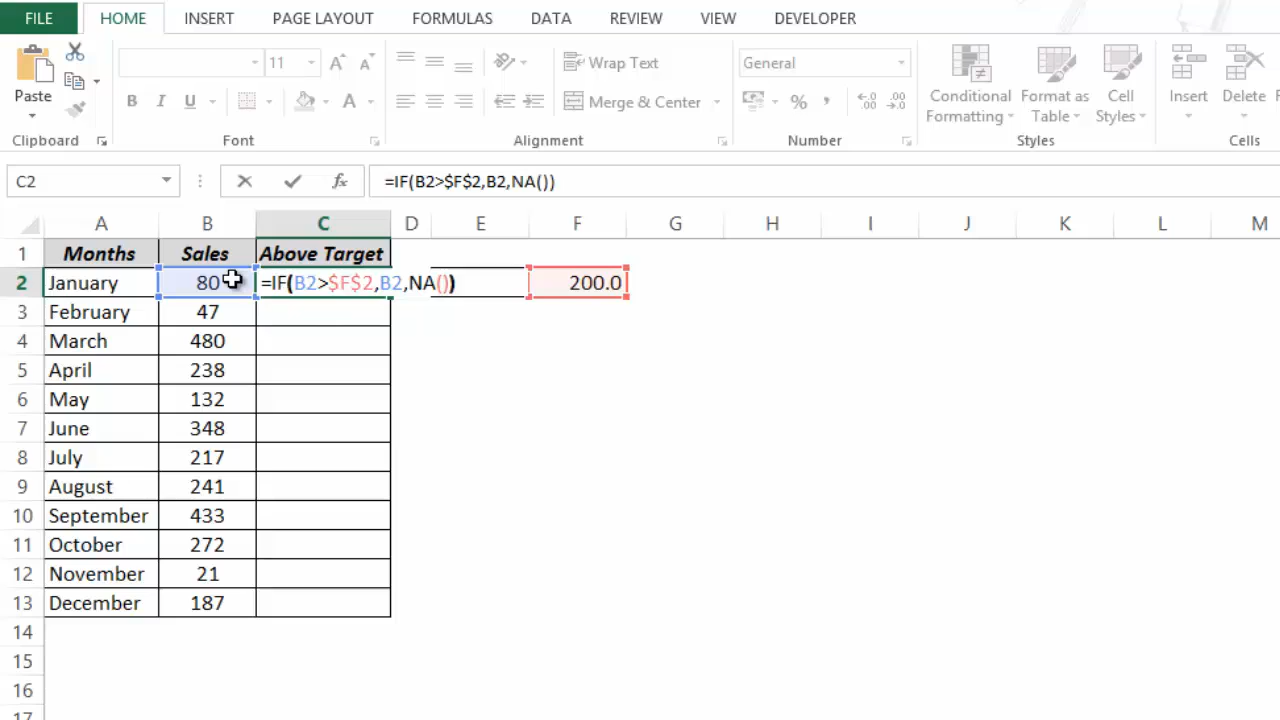 FILE HOME INSERT PAGE LAYOUT FORMULAS DATA REVIEW VIEW DEVELOPER
11 Wrap Text General
Paste B I U A Merge & Center % , Conditional Formatting Format as Table Cell Styles Insert Delete F
Clipboard Font Alignment Number Styles Cells
C2 fx =IF(B2>$F$2,B2,NA())
A B C D E F G H I J K L M
1 Months Sales Above Target
2 January 80 =IF(B2>$F$2,B2,NA()) 200.0
3 February 47
4 March 480
5 April 238
6 May 132
7 June 348
8 July 217
9 August 241
10 September 433
11 October 272
12 November 21
13 December 187
14
15
16
17